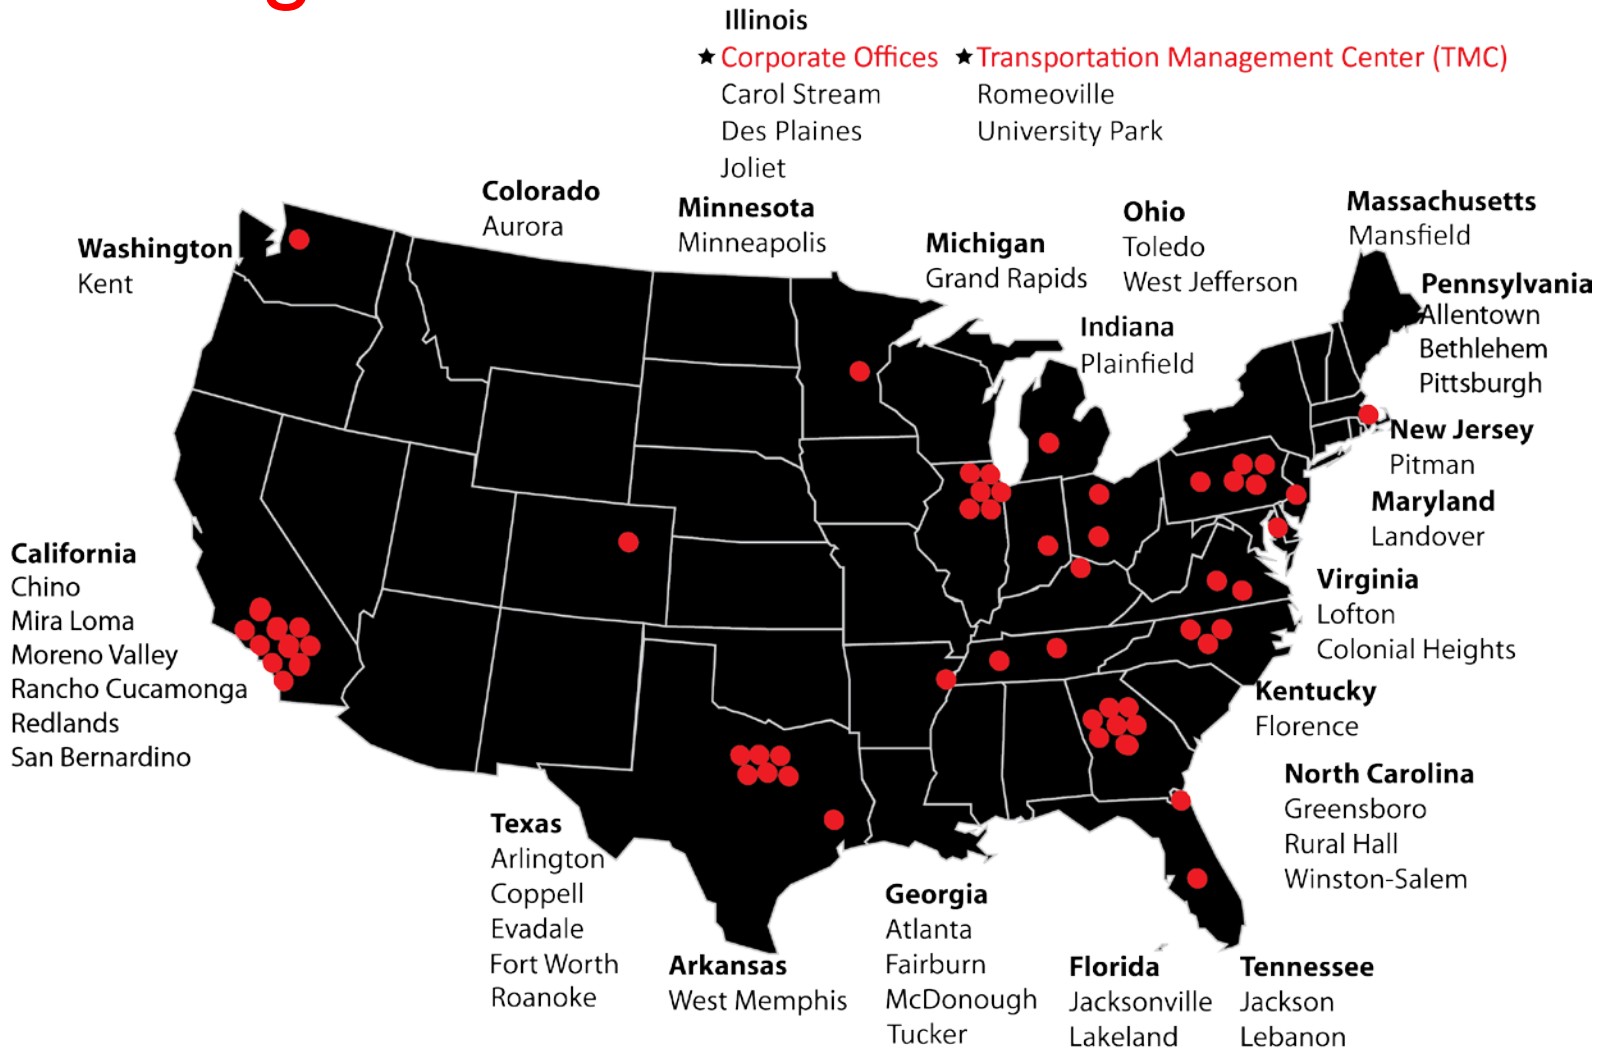 Illinois
★ Corporate Offices ★ Transportation Management Center (TMC)
Carol Stream Romeoville
Des Plaines University Park
Joliet
Colorado
Aurora
Minnesota
Minneapolis
Michigan
Grand Rapids
Ohio
Toledo
West Jefferson
Massachusetts
Mansfield
Washington
Kent
Indiana
Plainfield
Pennsylvania
Allentown
Bethlehem
Pittsburgh
New Jersey
Pitman
Maryland
Landover
California
Chino
Mira Loma
Moreno Valley
Rancho Cucamonga
Redlands
San Bernardino
Virginia
Lofton
Colonial Heights
Kentucky
Florence
North Carolina
Greensboro
Rural Hall
Winston-Salem
Texas
Arlington
Coppell
Evadale
Fort Worth
Roanoke
Arkansas
West Memphis
Georgia
Atlanta
Fairburn
McDonough
Tucker
Florida
Jacksonville
Lakeland
Tennessee
Jackson
Lebanon